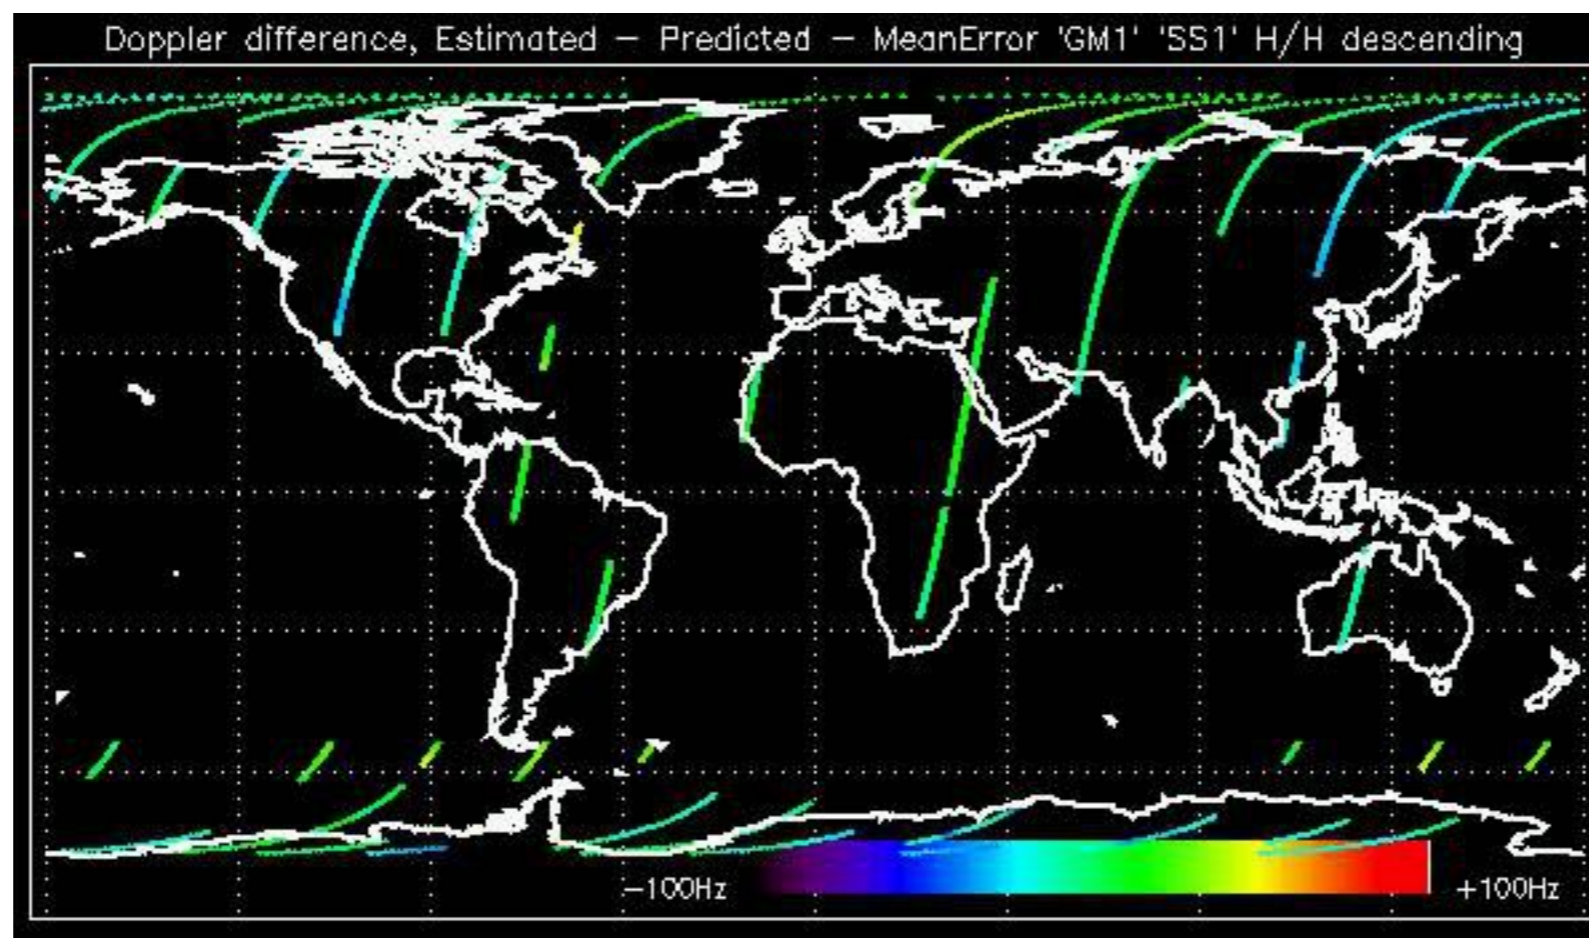 Doppler difference, Estimated – Predicted – MeanError 'GM1' 'SS1' H/H descending
-100Hz
+100Hz